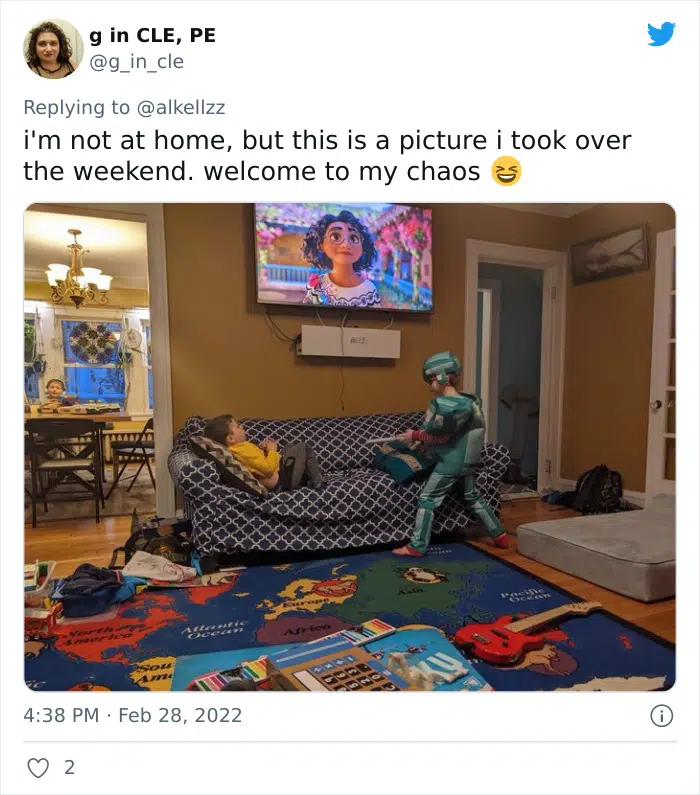 g in CLE, PE
@g_in_cle
Replying to @alkellzz
i'm not at home, but this is a picture i took over
the weekend. welcome to my chaos 😆
North
America
Atlantic
Ocean
Europe
Asia
Africa
Pacific
Ocean
4:38 PM · Feb 28, 2022
2